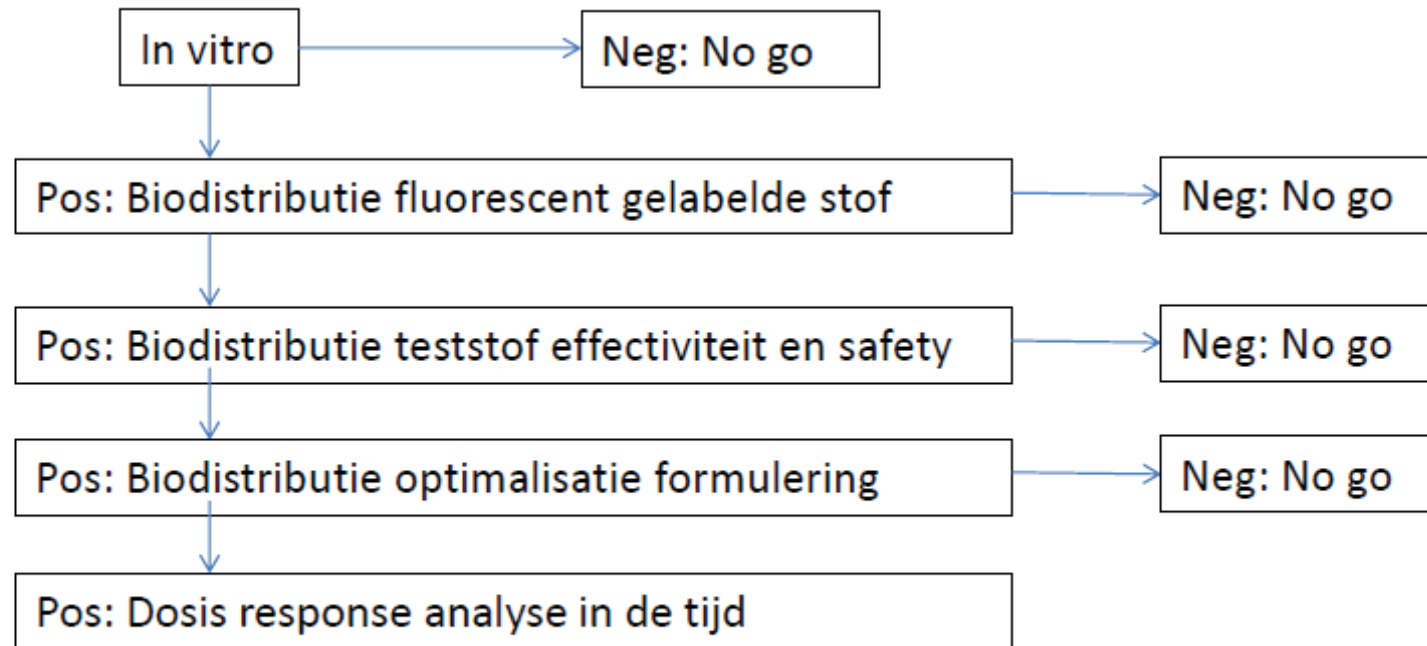 In vitro
Neg: No go
Pos: Biodistributie fluorescent gelabelde stof
Neg: No go
Pos: Biodistributie teststof effectiviteit en safety
Neg: No go
Pos: Biodistributie optimalisatie formulering
Neg: No go
Pos: Dosis response analyse in de tijd